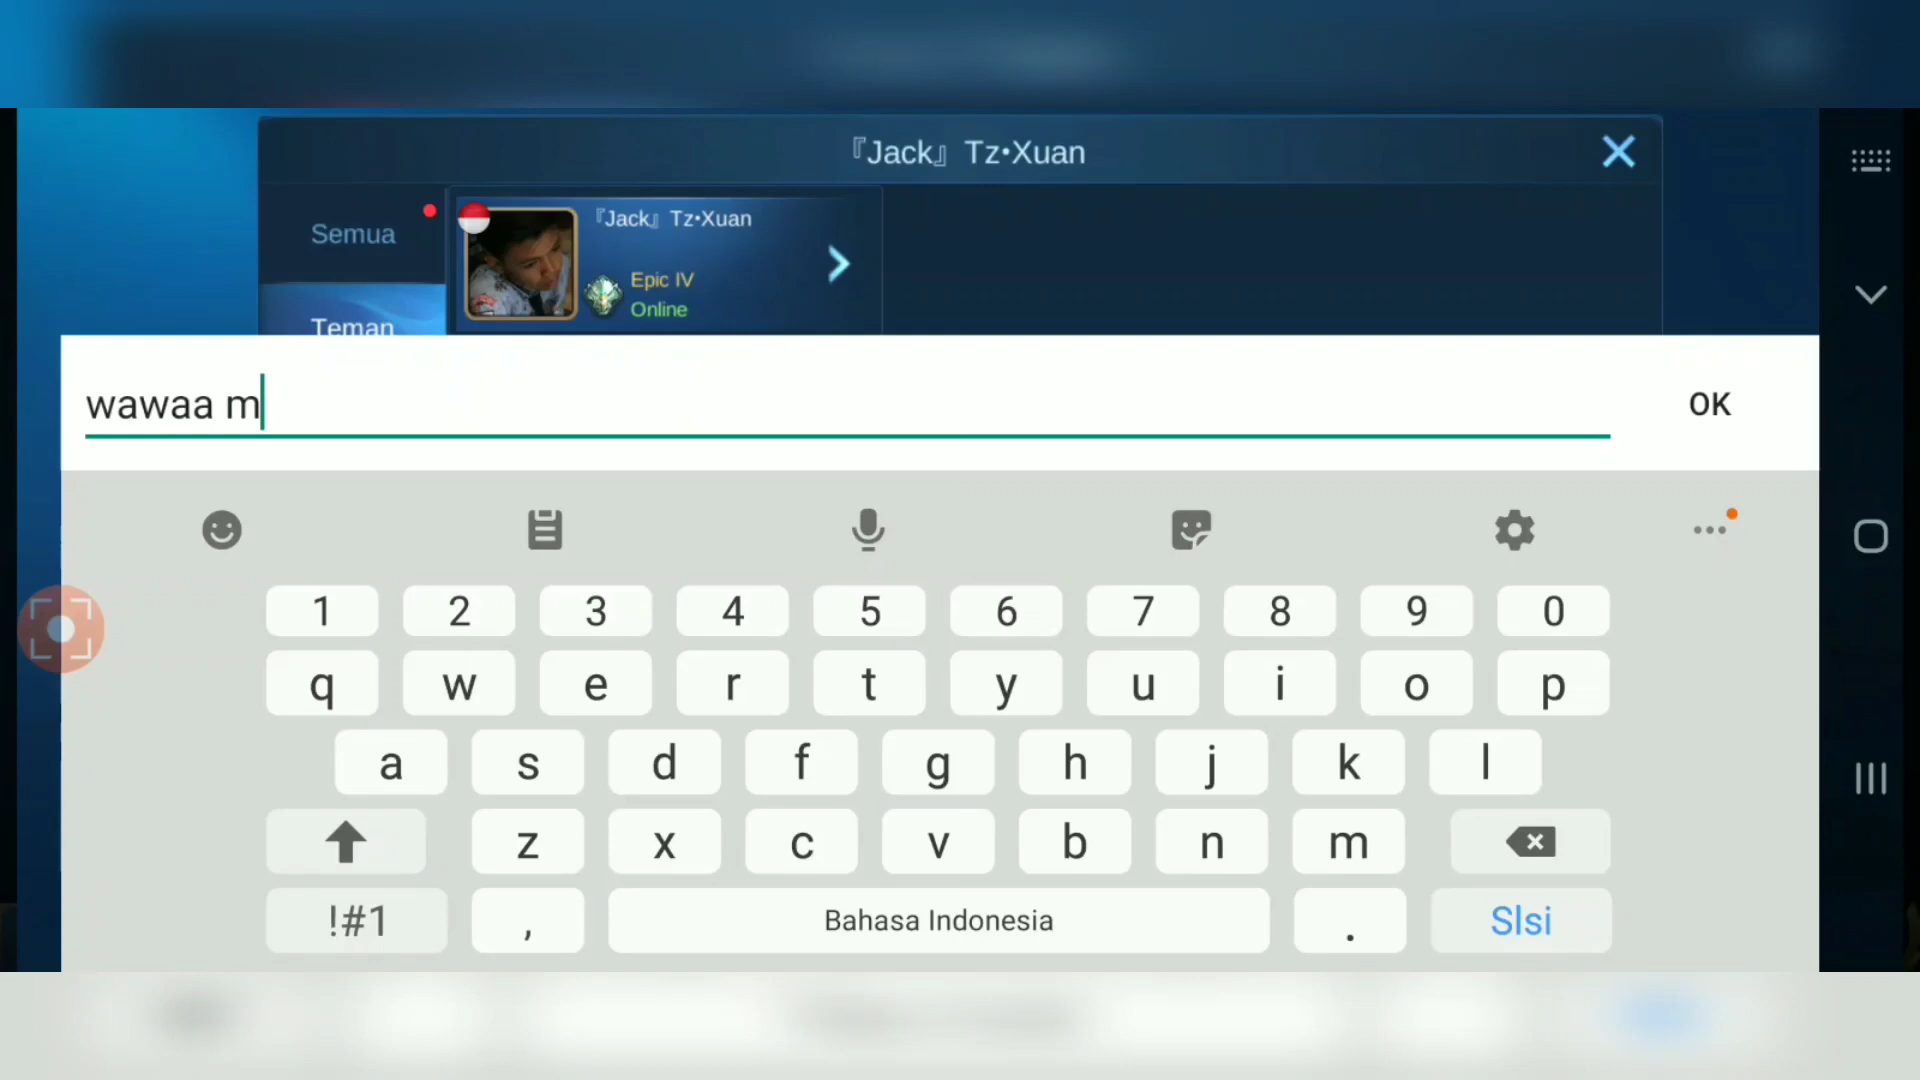 『Jack』 Tz•Xuan
Semua
『Jack』 Tz•Xuan
Epic IV
Online
Teman
wawaa m
OK
1 2 3 4 5 6 7 8 9 0
q w e r t y u i o p
a s d f g h j k l
z x c v b n m
!#1 , Bahasa Indonesia . Slsi